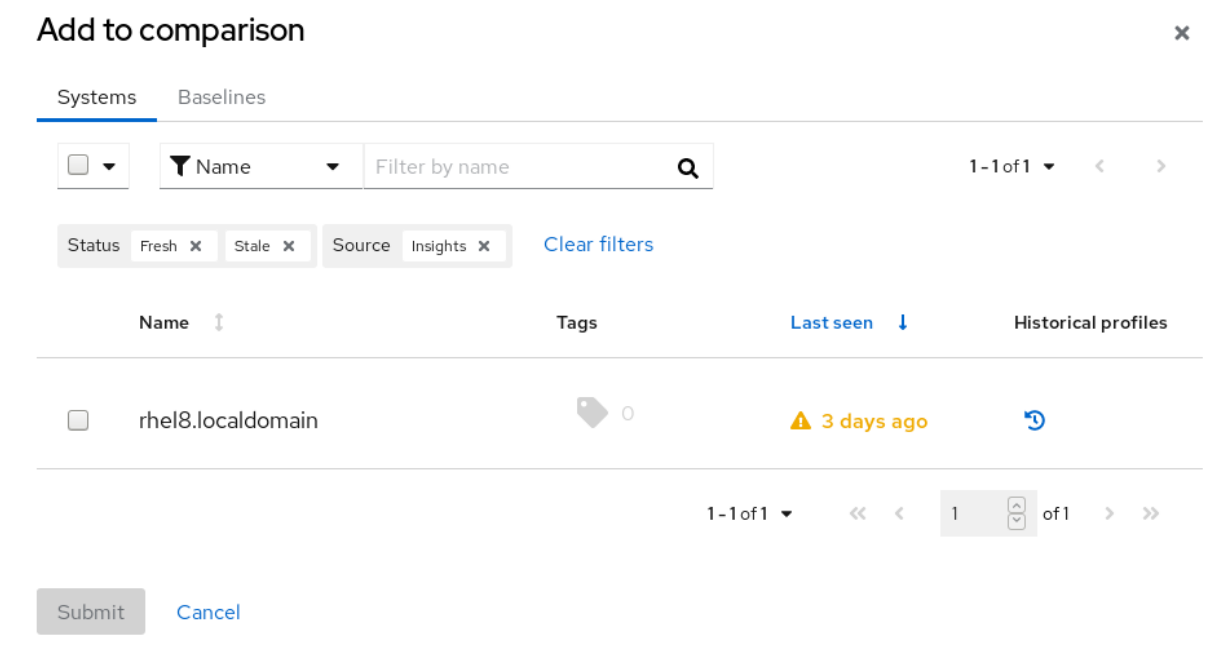 Add to comparison
Systems Baselines
Name Filter by name 1 - 1 of 1
Status Fresh Stale Source Insights Clear filters
Name Tags Last seen Historical profiles
rhel8.localdomain 0 3 days ago
1 - 1 of 1 1 of 1
Submit Cancel